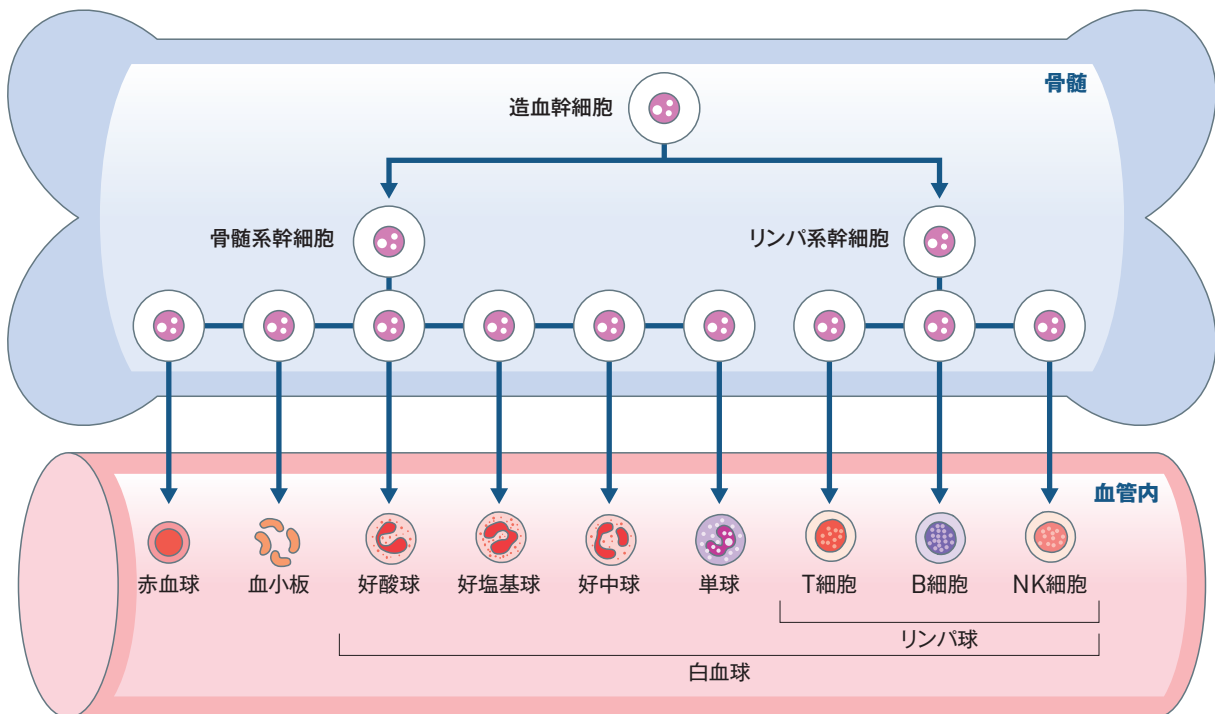 骨髄
造血幹細胞
骨髄系幹細胞
リンパ系幹細胞
血管内
赤血球
血小板
好酸球
好塩基球
好中球
単球
T細胞
B細胞
NK細胞
リンパ球
白血球